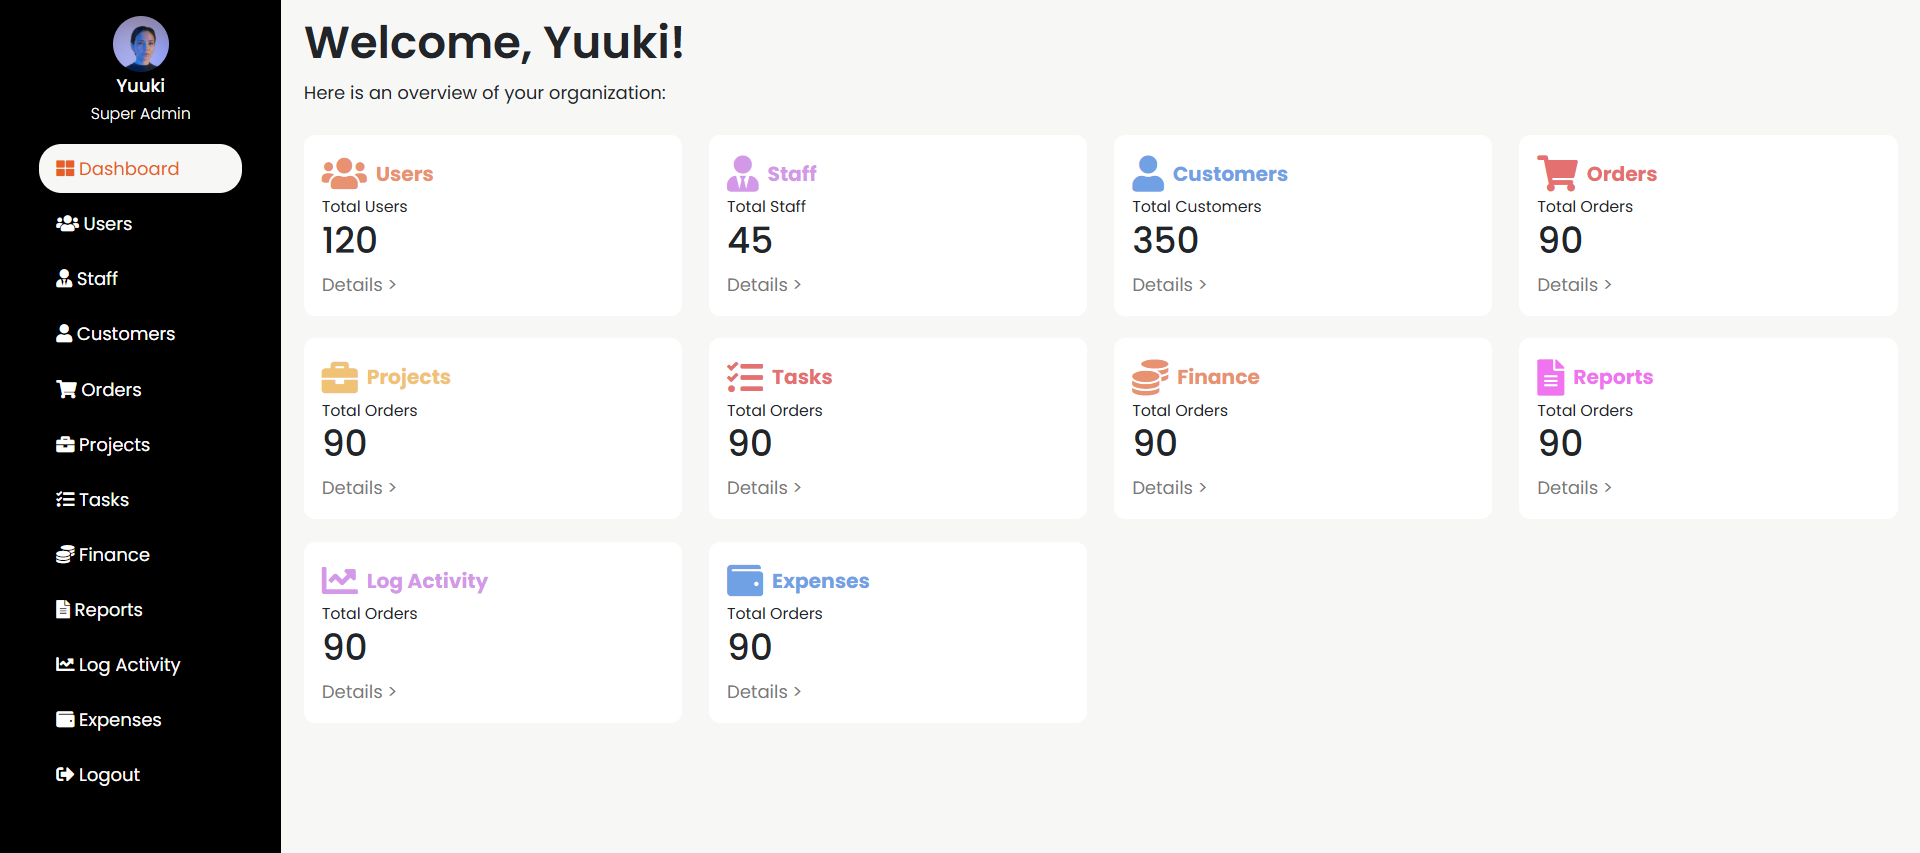 Yuuki
Super Admin
Dashboard
Users
Staff
Customers
Orders
Projects
Tasks
Finance
Reports
Log Activity
Expenses
Logout
Welcome, Yuuki!
Here is an overview of your organization:
Users
Total Users
120
Details >
Staff
Total Staff
45
Details >
Customers
Total Customers
350
Details >
Orders
Total Orders
90
Details >
Projects
Total Orders
90
Details >
Tasks
Total Orders
90
Details >
Finance
Total Orders
90
Details >
Reports
Total Orders
90
Details >
Log Activity
Total Orders
90
Details >
Expenses
Total Orders
90
Details >